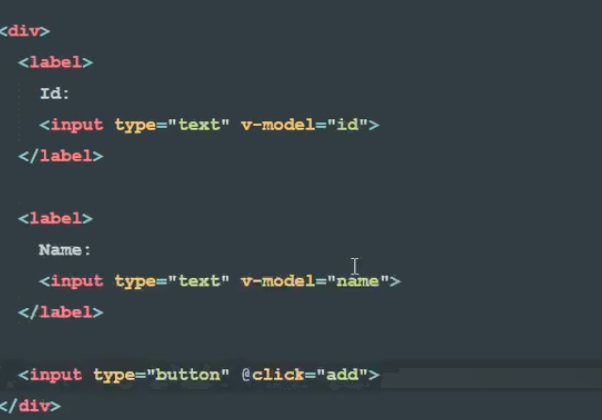 <div>
<label>
Id:
<input type="text" v-model="id">
</label>
<label>
Name:
<input type="text" v-model="name">
</label>
<input type="button" @click="add">
</div>